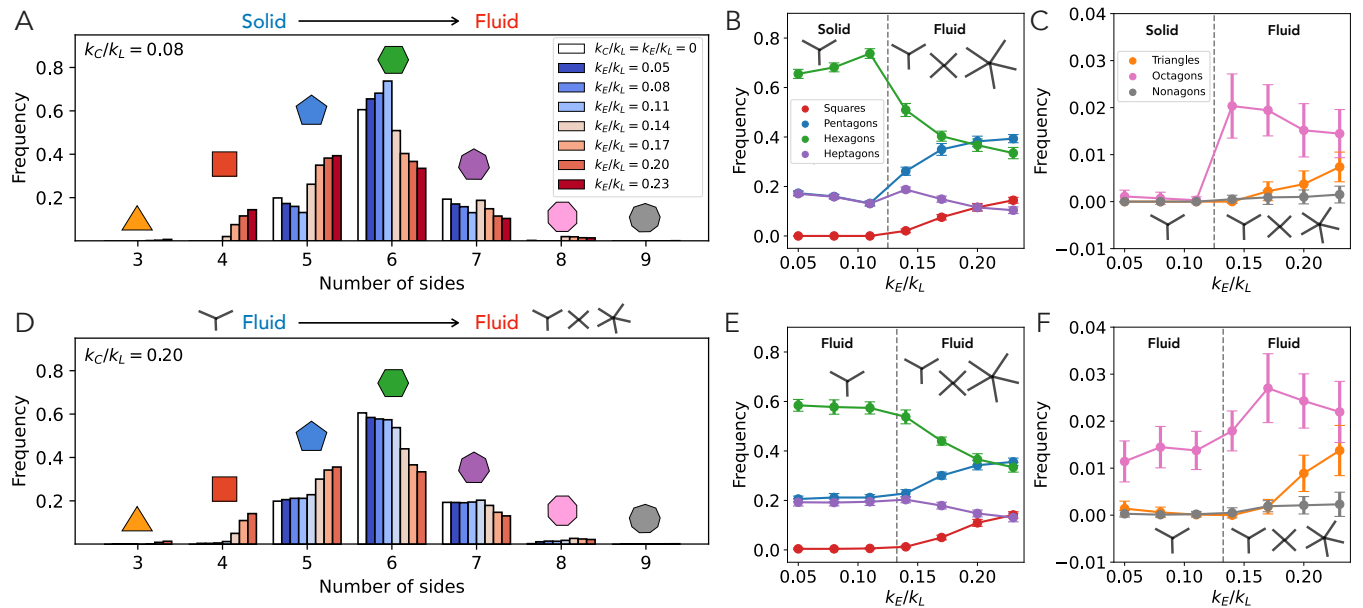 A
Solid
Fluid
k_C/k_L = 0.08
k_C/k_L = k_E/k_L = 0
k_E/k_L = 0.05
k_E/k_L = 0.08
k_E/k_L = 0.11
k_E/k_L = 0.14
k_E/k_L = 0.17
k_E/k_L = 0.20
k_E/k_L = 0.23
Frequency
0.8
0.6
0.4
0.2
3 4 5 6 7 8 9
Number of sides
B
Solid
Fluid
Squares
Pentagons
Hexagons
Heptagons
Frequency
0.8
0.6
0.4
0.2
0.0
0.05 0.10 0.15 0.20
k_E/k_L
C
Solid
Fluid
Triangles
Octagons
Nonagons
Frequency
0.04
0.03
0.02
0.01
0.00
−0.01
0.05 0.10 0.15 0.20
k_E/k_L
D
Fluid
Fluid
k_C/k_L = 0.20
Frequency
0.8
0.6
0.4
0.2
3 4 5 6 7 8 9
Number of sides
E
Fluid
Fluid
Frequency
0.8
0.6
0.4
0.2
0.0
0.05 0.10 0.15 0.20
k_E/k_L
F
Fluid
Fluid
Frequency
0.04
0.03
0.02
0.01
0.00
−0.01
0.05 0.10 0.15 0.20
k_E/k_L